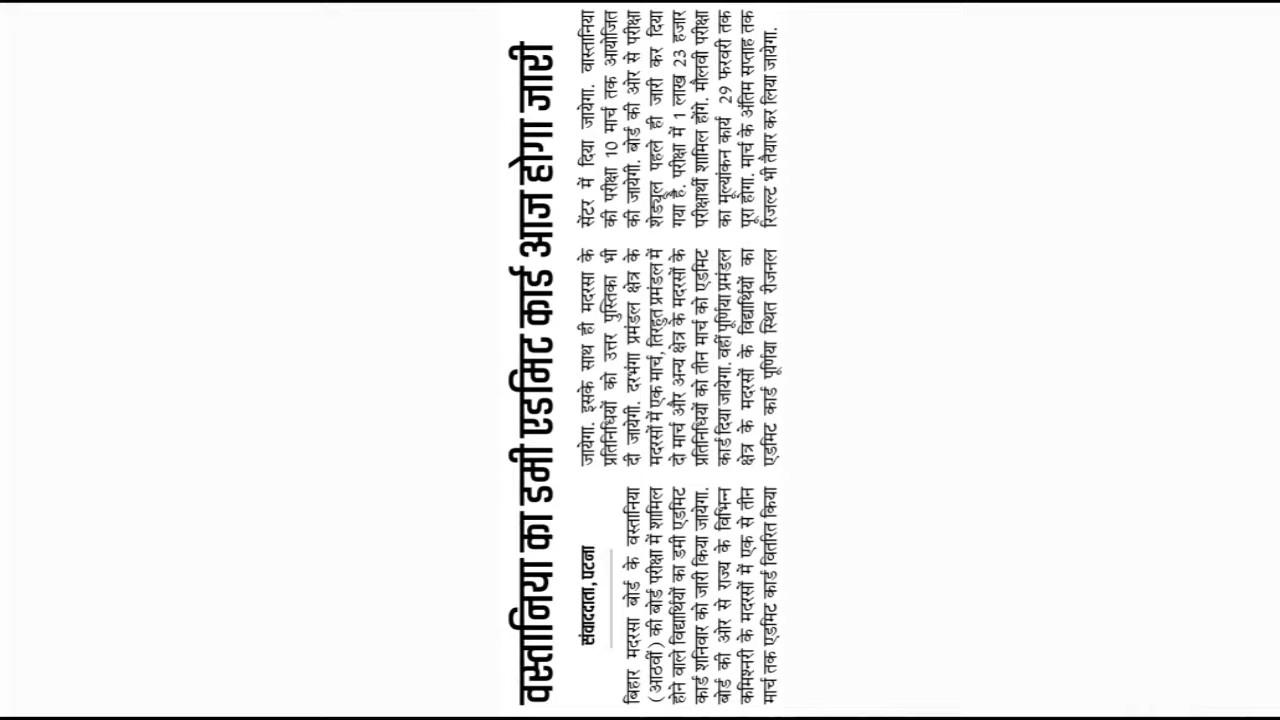 वस्तानिया का डमी एडमिट कार्ड आज होगा जारी
संवाददाता, पटना
बिहार मदरसा बोर्ड के वस्तानिया
(आठवीं) की बोर्ड परीक्षा में शामिल
होने वाले विद्यार्थियों का डमी एडमिट
कार्ड शनिवार को जारी किया जायेगा.
बोर्ड की ओर से राज्य के विभिन्न
कमिश्नरी के मदरसों में एक से तीन
मार्च तक एडमिट कार्ड वितरित किया
जायेगा. इसके साथ ही मदरसा के
प्रतिनिधियों को उत्तर पुस्तिका भी
दी जायेगी. दरभंगा प्रमंडल क्षेत्र के
मदरसों में एक मार्च, तिरहुत प्रमंडल में
दो मार्च और अन्य क्षेत्र के मदरसों के
प्रतिनिधियों को तीन मार्च को एडमिट
कार्ड दिया जायेगा. वहीं पूर्णिया प्रमंडल
क्षेत्र के मदरसों के विद्यार्थियों का
एडमिट कार्ड पूर्णिया स्थित रीजनल
सेंटर में दिया जायेगा. वास्तानिया
की परीक्षा 10 मार्च तक आयोजित
की जायेगी. बोर्ड की ओर से परीक्षा
शेड्यूल पहले ही जारी कर दिया
गया है. परीक्षा में 1 लाख 23 हजार
परीक्षार्थी शामिल होंगे. मौलवी परीक्षा
का मूल्यांकन कार्य 29 फरवरी तक
पूरा होगा. मार्च के अंतिम सप्ताह तक
रिजल्ट भी तैयार कर लिया जायेगा.